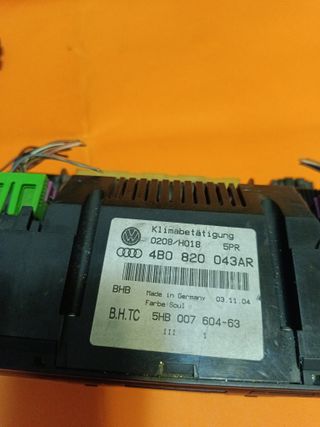 Klimabetätigung
0208/H018 5PR
4B0 820 043AR
BHB Made in Germany 03.11.04
Farbe Soul
B.H.TC 5HB 007 604-63
III 1